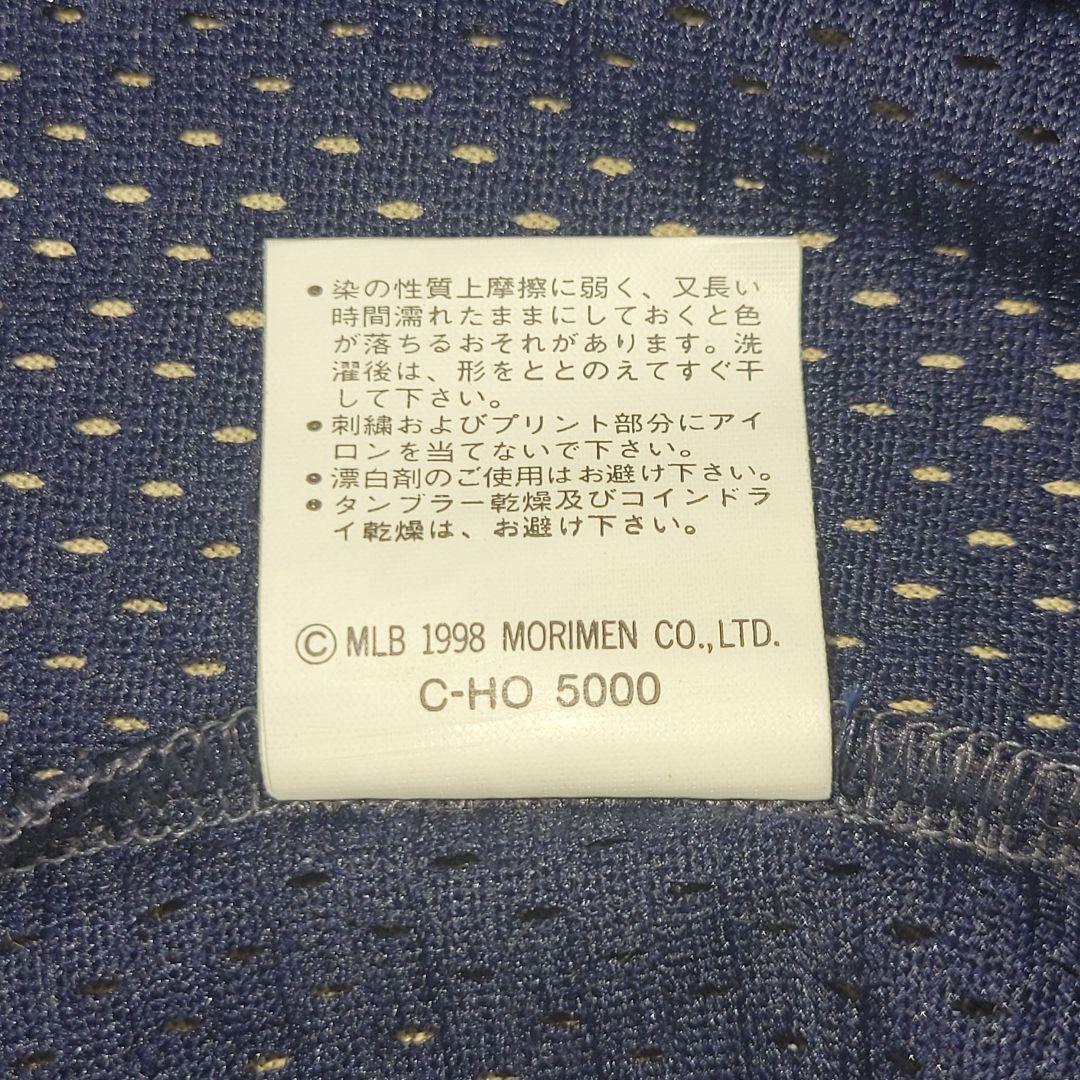 ● 染の性質上摩擦に弱く、又長い
時間濡れたままにしておくと色
が落ちるおそれがあります。洗
濯後は、形をととのえてすぐ干
して下さい。
● 刺繍およびプリント部分にアイ
ロンを当てないで下さい。
● 漂白剤のご使用はお避け下さい。
● タンブラー乾燥及びコインドラ
イ乾燥は、お避け下さい。
© MLB 1998 MORIMEN CO.,LTD.
C-HO 5000